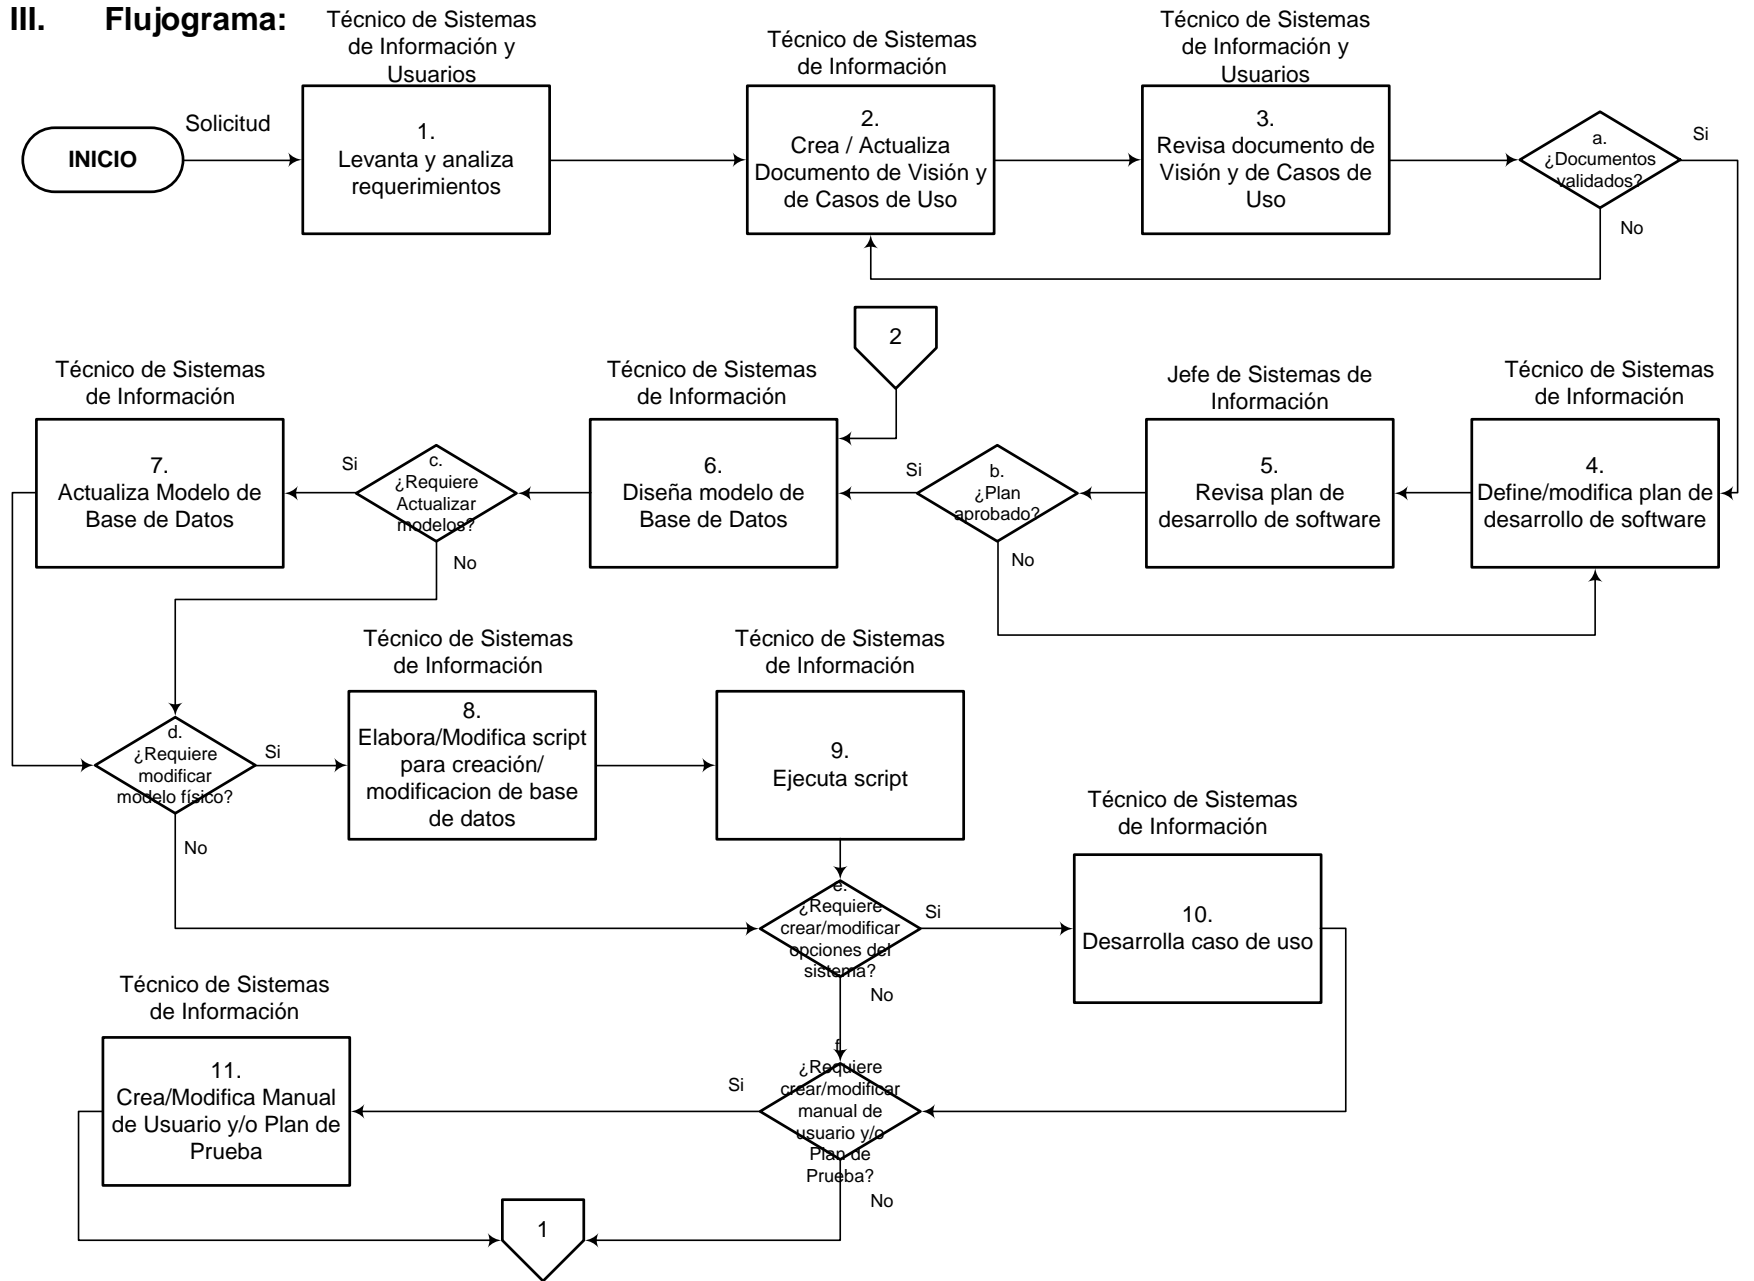 III. Flujograma:
Técnico de Sistemas
de Información y
Usuarios
Técnico de Sistemas
de Información
Técnico de Sistemas
de Información y
Usuarios
INICIO
Solicitud
1.
Levanta y analiza
requerimientos
2.
Crea / Actualiza
Documento de Visión y
de Casos de Uso
3.
Revisa documento de
Visión y de Casos de
Uso
a.
¿Documentos
validados?
Si
No
2
Técnico de Sistemas
de Información
Técnico de Sistemas
de Información
Jefe de Sistemas de
Información
Técnico de Sistemas
de Información
7.
Actualiza Modelo de
Base de Datos
Si
c.
¿Requiere
Actualizar
modelos?
No
6.
Diseña modelo de
Base de Datos
Si
b.
¿Plan
aprobado?
No
5.
Revisa plan de
desarrollo de software
4.
Define/modifica plan de
desarrollo de software
Técnico de Sistemas
de Información
Técnico de Sistemas
de Información
d.
¿Requiere
modificar
modelo físico?
Si
No
8.
Elabora/Modifica script
para creación/
modificacion de base
de datos
9.
Ejecuta script
Técnico de Sistemas
de Información
e.
¿Requiere
crear/modificar
opciones del
sistema?
Si
No
10.
Desarrolla caso de uso
Técnico de Sistemas
de Información
11.
Crea/Modifica Manual
de Usuario y/o Plan de
Prueba
Si
f.
¿Requiere
crear/modificar
manual de
usuario y/o
Plan de
Prueba?
No
1